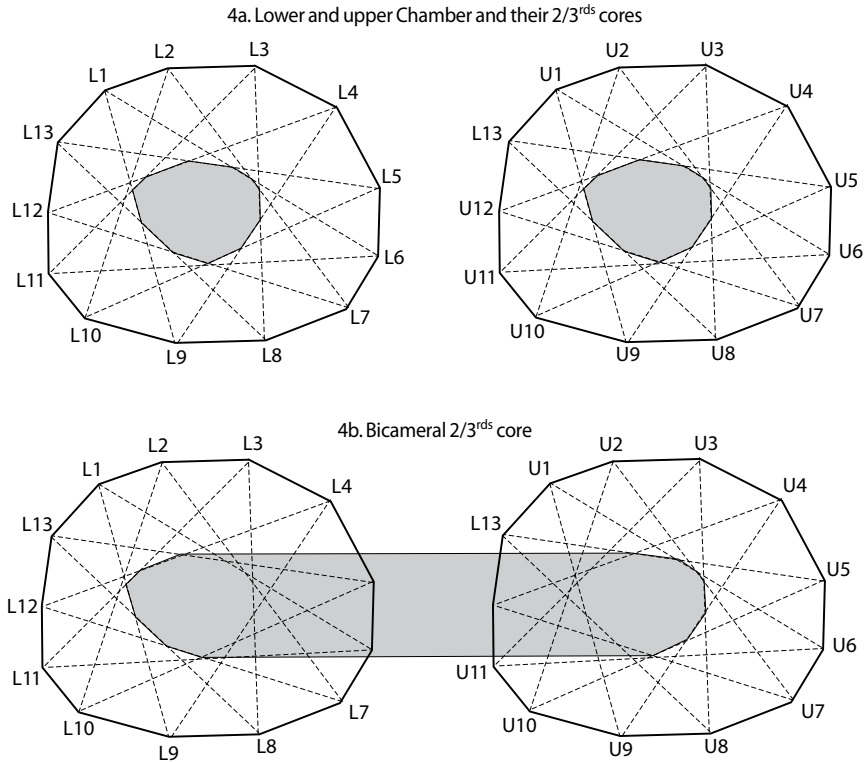 4a. Lower and upper Chamber and their 2/3rds cores
L1 L2 L3 L4 L5 L6 L7 L8 L9 L10 L11 L12 L13
U1 U2 U3 U4 U5 U6 U7 U8 U9 U10 U11 U12 L13
4b. Bicameral 2/3rds core
L1 L2 L3 L4 L7 L8 L9 L10 L11 L12 L13
U1 U2 U3 U4 U5 U6 U7 U8 U9 U10 U11 L13